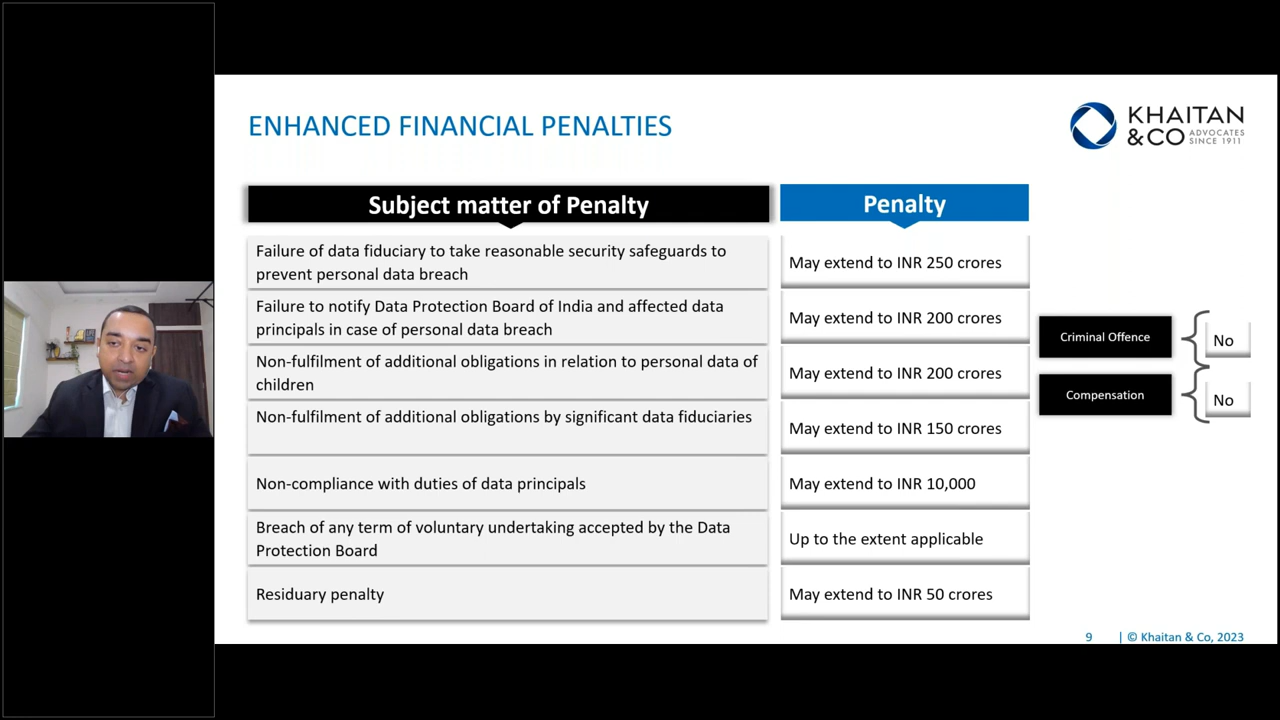 ENHANCED FINANCIAL PENALTIES
KHAITAN
&CO ADVOCATES
SINCE 1911
Subject matter of Penalty
Penalty
Failure of data fiduciary to take reasonable security safeguards to
prevent personal data breach
May extend to INR 250 crores
Failure to notify Data Protection Board of India and affected data
principals in case of personal data breach
May extend to INR 200 crores
Non-fulfilment of additional obligations in relation to personal data of
children
May extend to INR 200 crores
Non-fulfilment of additional obligations by significant data fiduciaries
May extend to INR 150 crores
Non-compliance with duties of data principals
May extend to INR 10,000
Breach of any term of voluntary undertaking accepted by the Data
Protection Board
Up to the extent applicable
Residuary penalty
May extend to INR 50 crores
Criminal Offence
No
Compensation
No
9 | © Khaitan & Co, 2023